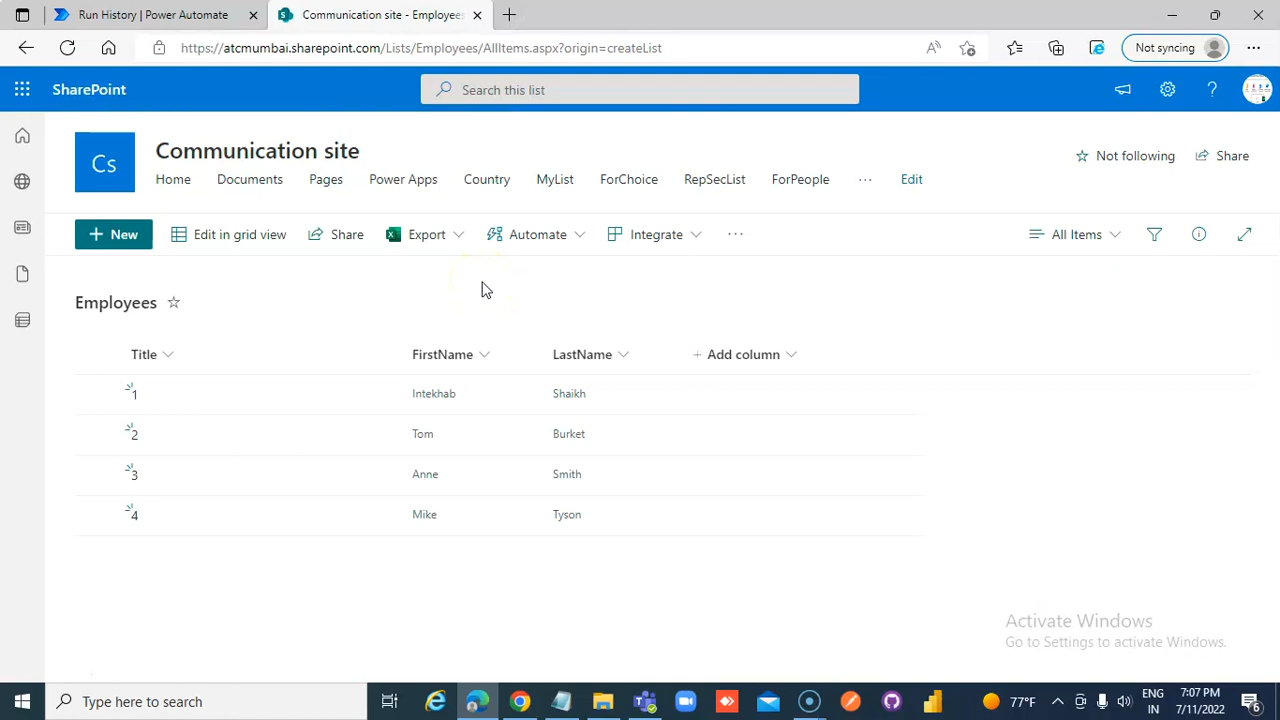 Run History | Power Automate
Communication site - Employees
https://atcmumbai.sharepoint.com/Lists/Employees/AllItems.aspx?origin=createList
Not syncing
SharePoint
Search this list
Cs
Communication site
Not following
Share
Home
Documents
Pages
Power Apps
Country
MyList
ForChoice
RepSecList
ForPeople
Edit
New
Edit in grid view
Share
Export
Automate
Integrate
All Items
Employees
Title
FirstName
LastName
Add column
1 Intekhab Shaikh
2 Tom Burket
3 Anne Smith
4 Mike Tyson
Activate Windows
Go to Settings to activate Windows.
Type here to search
77°F
ENG
IN
7:07 PM
7/11/2022
6